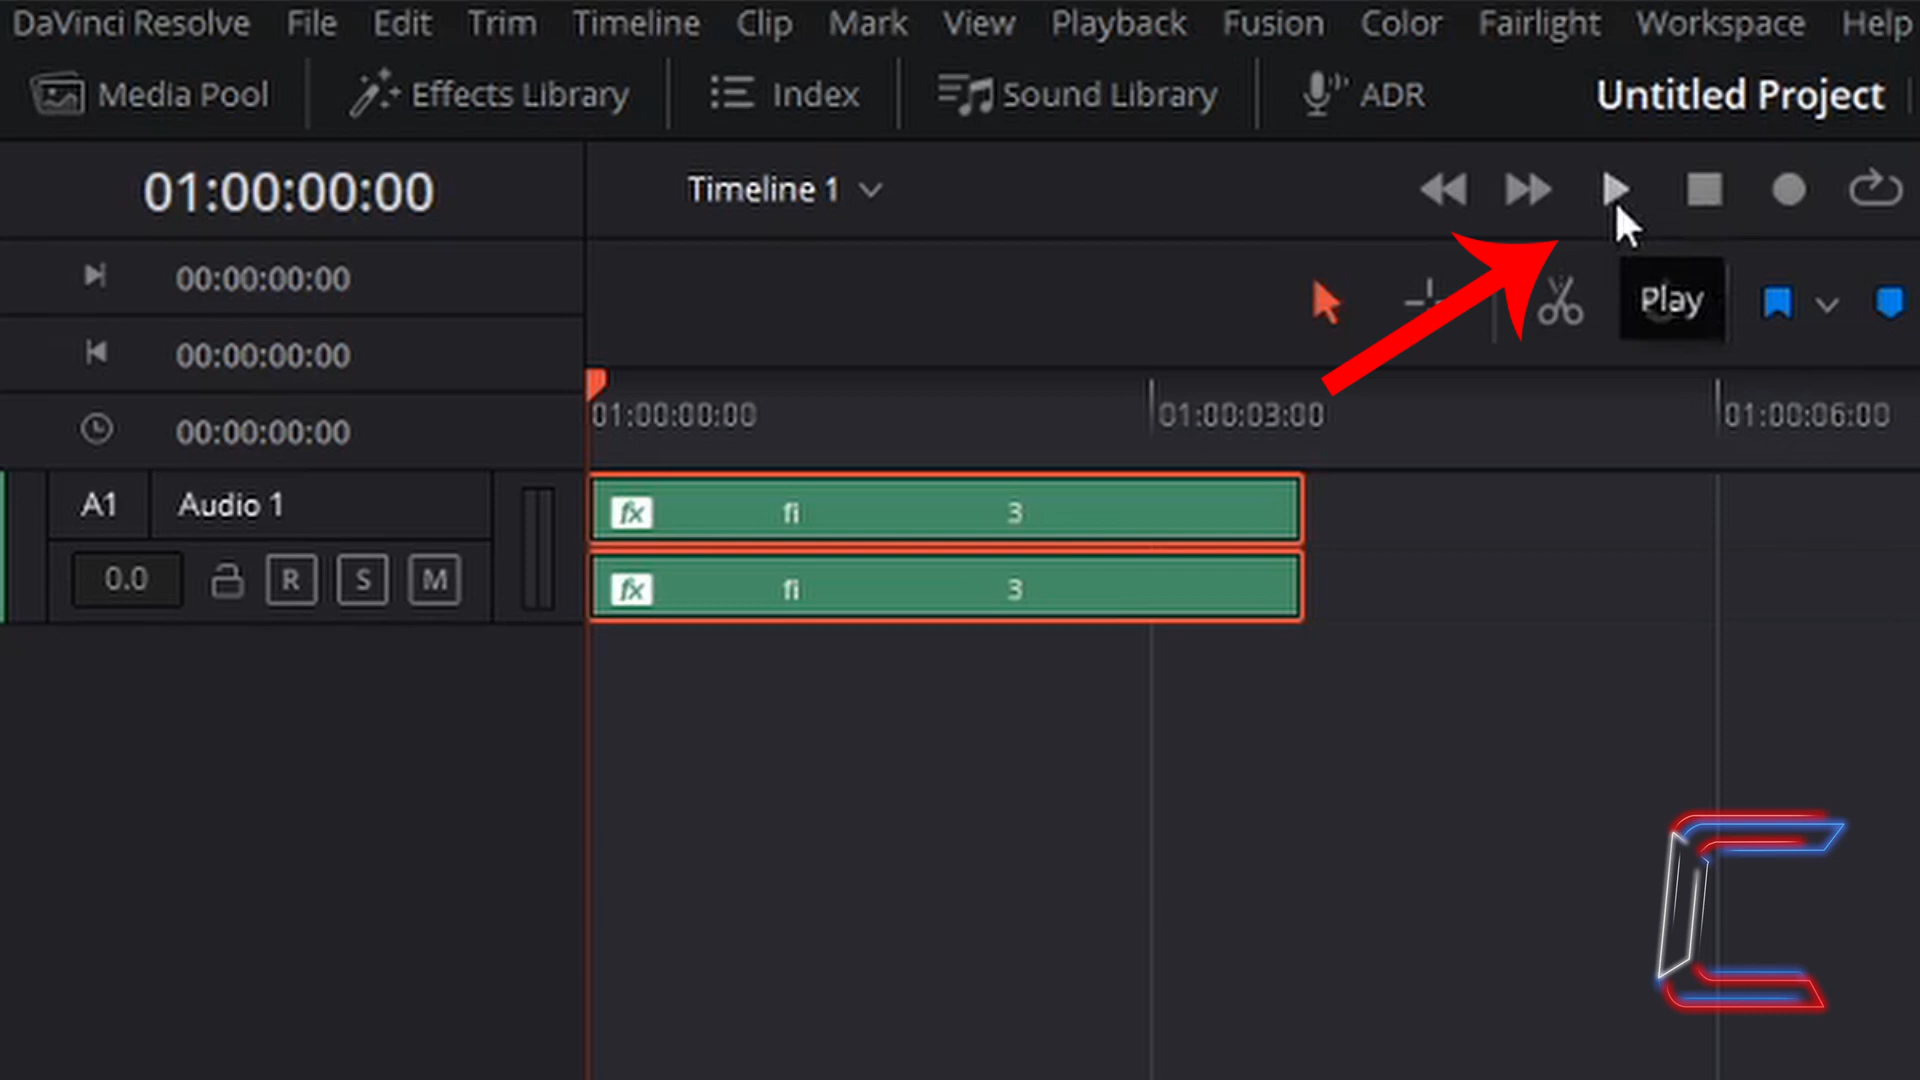 DaVinci Resolve File Edit Trim Timeline Clip Mark View Playback Fusion Color Fairlight Workspace Help
Media Pool Effects Library Index Sound Library ADR Untitled Project
01:00:00:00 Timeline 1
00:00:00:00
Play
00:00:00:00
01:00:00:00 01:00:03:00 01:00:06:00
00:00:00:00
A1 Audio 1 fx fi 3
0.0 R S M fx fi 3
C